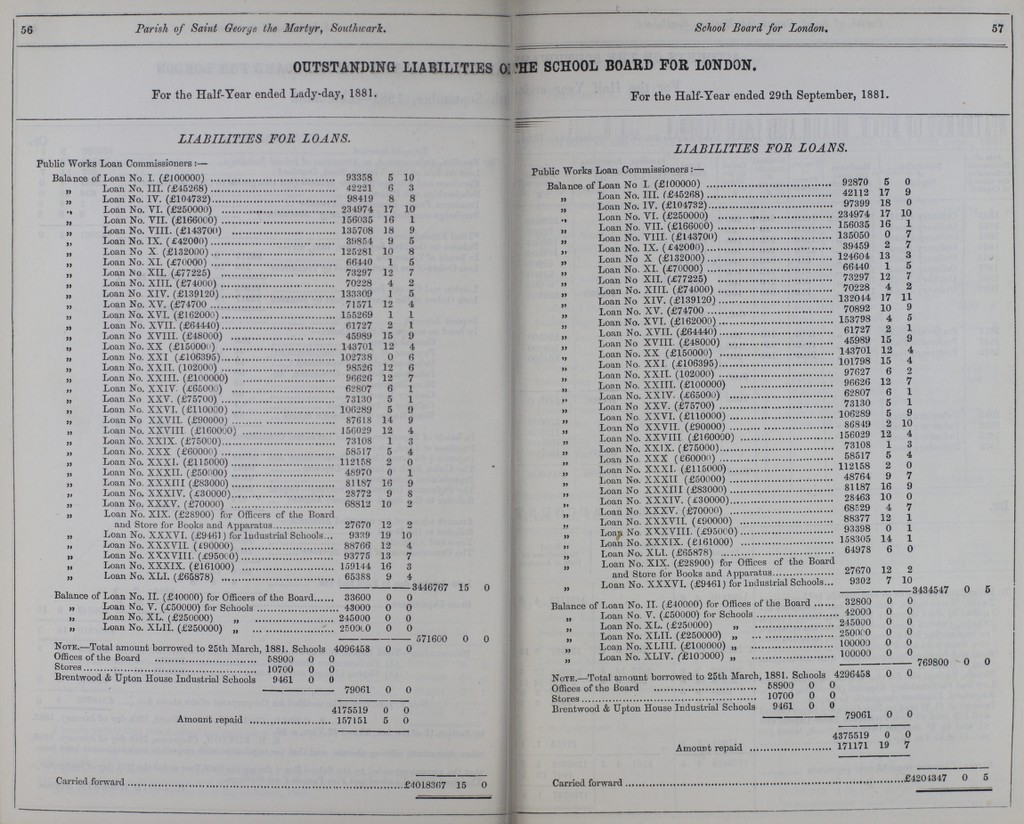 56 Parish of Saint George the Martyr, Southwark.
OUTSTANDING LIABILITIES O
For the Half-Year ended Lady-day, 1881.
LIABILITIES FOR LOANS.
Public Works Loan Commissioners:—
Balance of Loan No. I. (£100000) 93358 5 10
„ Loan No. III. (£45268) 42221 6 3
„ Loan No. IV. (£104732) 98419 8 8
„ Loan No. VI. (£250000) 234974 17 10
„ Loan No. VII. (£166000) 156035 16 1
„ Loan No. VIII. (£143700) 135708 18 9
„ Loan No. IX. (£42000) 39854 9 5
„ Loan No X (£132000) 125281 10 8
„ Loan No. XI. (£70000) 66440 1 5
„ Loan No XII. (£77225) 73297 12 7
„ Loan No. XIII. (£74000) 70228 4 2
„ Loan No XIV. (£139120) 133309 1 5
„ Loan No. XV. (£74700 71571 12 4
„ Loan No. XVI. (£162000) 155269 1 1
„ Loan No. XVII. (£64440) 61727 2 1
„ Loan No XVIII. (£48000) 45989 15 9
„ Loan No. XX (£150000) 143701 12 4
„ Loan No. XXI (£106395) 102738 0 6
„ Loan No. XXII. (102000) 98526 12 6
„ Loan No. XXIII. (£100000) 96626 12 7
„ Loan No. XXIV. (£65000) 62807 6 1
„ Loan No XXV. (£75700) 73130 5 1
„ Loan No. XXVI. (£110000) 106289 5 9
„ Loan No XXVII. (£90000) 87618 14 9
„ Loan No. XXVIII (£160000) 156029 12 4
„ Loan No. XXIX. (£75000) 73108 1 3
„ Loan No. XXX (£60000) 58517 5 4
„ Loan No. XXXI. (£115000) 112158 2 0
„ Loan No. XXXII. (£50000) 48970 0 1
„ Loan No. XXXIII (£83000) 81187 16 9
„ Loan No. XXXIV. (£30000) 28772 9 8
„ Loan No. XXXV. (£70000) 68812 10 2
„ Loan No. XIX. (£28900) for Officers of the Board
and Store for Books and Apparatus 27670 12 2
„ Loan No. XXXVI. (£9461) for Industrial Schools 9339 19 10
„ Loan No. XXXVII. (£90000) 88766 12 4
„ Loan No. XXXVIII. (£95000) 93775 13 7
„ Loan No. XXXIX. (£161000) 159144 16 3
„ Loan No. XLI. (£65878) 65388 9 4
3446767 15 0
Balance of Loan No. II. (£40000) for Officers of the Board 33600 0 0
„ Loan No. V. (£50000) for Schools 43000 0 0
„ Loan No. XL. (£250000) „ 245000 0 0
„ Loan No. XLII. (£250000) „ 250000 0 0
571600 0 0
NOTE.—Total amount borrowed to 25th March, 1881. Schools 4096458 0 0
Offices of the Board 58900 0 0
Stores 10700 0 0
Brentwood & Upton House Industrial Schools 9461 0 0
79061 0 0
4175519 0 0
Amount repaid 157151 5 0
Carried forward £4018367 15 0
School Board for London. 57
THE SCHOOL BOARD FOR LONDON.
For the Half-Year ended 29th September, 1881.
LIABILITIES FOR LOANS.
Public Works Loan Commissioners:—
Balance of Loan No I. (£100000) 92870 5 0
„ Loan No. III. (£45268) 42112 17 9
„ Loan No. IV. (£104732) 97399 18 0
„ Loan No. VI. (£250000) 234974 17 10
„ Loan No. VII. (£166000) 156035 16 1
„ Loan No. VIII. (£143700) 135050 0 7
„ Loan No. IX. (£42000) 39459 2 7
„ Loan No X (£132000) 124604 13 3
„ Loan No. XI. (£70000) 66440 1 5
„ Loan No XII. (£77225) 73297 12 7
„ Loan No. XIII. (£74000) 70228 4 2
„ Loan No XIV. (£139120) 132044 17 11
„ Loan No. XV. (£74700 70892 10 9
„ Loan No. XVI. (£162000) 153798 4 5
„ Loan No. XVII. (£64440) 61727 2 1
„ Loan No XVIII. (£48000) 45989 15 9
„ Loan No. XX (£150000) 143701 12 4
„ Loan No. XXI. (£106395) 101798 15 4
„ Loan No. XXII. (102000) 97627 6 2
„ Loan No. XXIII. (£100000) 96626 12 7
„ Loan No. XXIV. (£65000) 62807 6 1
„ Loan No XXV. (£75700) 73130 5 1
„ Loan No. XXVI. (£110000) 106289 5 9
„ Loan No XXVII. (£90000) 86849 2 10
„ Loan No. XXVIII (£160000) 156029 12 4
„ Loan No. XXIX. (£75000) 73108 1 3
„ Loan No. XXX (£60000) 58517 5 4
„ Loan No. XXXI. (£115000) 112158 2 0
„ Loan No. XXXII (£50000) 48764 9 7
„ Loan No XXXIII (£83000) 81187 16 9
„ Loan No. XXXIV. (£30000) 28463 10 0
„ Loan No. XXXV. (£70000) 68529 4 7
„ Loan No. XXXVII. (£90000) 88377 12 1
„ Loan No XXXVIII. (£95000) 93398 0 1
„ Loan No. XXXIX. (£161000) 158305 14 1
„ Loan No. XLI. (£65878) 64978 6 0
„ Loan No. XIX. (£28900) for Offices of the Board
and Store for Books and Apparatus 27670 12 2
„ Loan No. XXXVI. (£9461) for Industrial Schools 9302 7 10
3434547 0 5
Balance of Loan No. II. (£40000) for Offices of the Board 32800 0 0
„ Loan No. V. (£50000) for Schools 42000 0 0
„ Loan No. XL. (£250000) „ 245000 0 0
„ Loan No. XLII. (£250000) „ 250000 0 0
„ Loan No. XLIII. (£100000) „ 100000 0 0
„ Loan No. XLIV. (£100000) „ 100000 0 0
769800 0 0
NOTE.—Total amount borrowed to 25th March, 1881. Schools 4296458 0 0
Offices of the Board 58900 0 0
Stores 10700 0 0
Brentwood & Upton House Industrial Schools 9461 0 0
79061 0 0
4375519 0 0
Amount repaid 171171 19 7
Carried forward £4204347 0 5